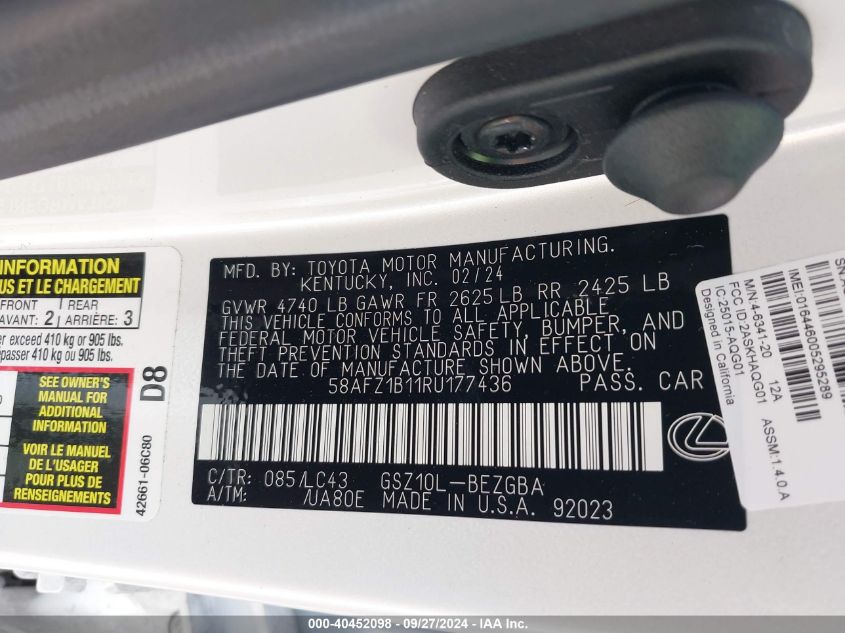 INFORMATION
US ET LE CHARGEMENT
FRONT
AVANT: 2
REAR
ARRIÈRE: 3
er exceed 410 kg or 905 lbs.
passer 410 kg ou 905 lbs.
SEE OWNER'S
MANUAL FOR
ADDITIONAL
INFORMATION
VOIR LE MANUEL
DE L'USAGER
POUR PLUS DE
RENSEIGNEMENTS
D8
42661-06C80
MFD. BY: TOYOTA MOTOR MANUFACTURING.
KENTUCKY, INC. 02/24
GVWR 4740 LB GAWR FR 2625 LB RR 2425 LB
THIS VEHICLE CONFORMS TO ALL APPLICABLE
FEDERAL MOTOR VEHICLE SAFETY, BUMPER, AND
THEFT PREVENTION STANDARDS IN EFFECT ON
THE DATE OF MANUFACTURE SHOWN ABOVE.
58AFZ1B11RU177436 PASS. CAR
C/TR: 085/LC43 GSZ10L-BEZGBA
A/TM: /UA80E MADE IN U.S.A. 92023
IMEI:016446005295289
M/N-4-6341-20 12A
FCC ID:2ASKHAQG01 ASSM:1.4.0.A
IC-25015-AQG01
Designed in California
000-40452098 - 09/27/2024 - IAA Inc.